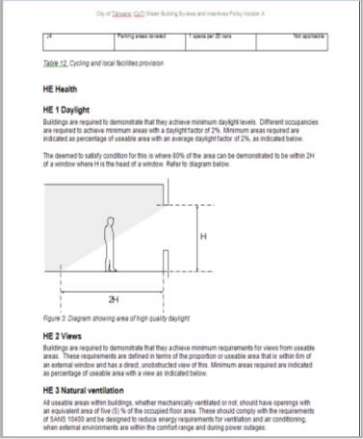 City of Tshwane (CoT) Green Building By-laws and Incentives Policy Version 4
J4 Parking areas covered 1 space per 20 cars Not applicable
Table 12. Cycling and local facilities provision
HE Health
HE 1 Daylight
Buildings are required to demonstrate that they achieve minimum daylight levels. Different occupancies
are required to achieve minimum areas with a daylight factor of 2%. Minimum areas required are
indicated as percentage of useable area with an average daylight factor of 2%, as indicated below.
The deemed to satisfy condition for this is where 80% of the area can be demonstrated to be within 2H
of a window where H is the head of a window. Refer to diagram below.
H
2H
Figure 3: Diagram showing area of high quality daylight
HE 2 Views
Buildings are required to demonstrate that they achieve minimum requirements for views from useable
areas. These requirements are defined in terms of the proportion or useable area that is within 6m of
an external window and has a direct, unobstructed view of this. Minimum areas required are indicated
as percentage of useable area with a view as indicated below.
HE 3 Natural ventilation
All useable areas within buildings, whether mechanically ventilated or not, should have openings with
an equivalent area of five (5) % of the occupied floor area. These should comply with the requirements
of SANS 10400 and be designed to reduce energy requirements for ventilation and air conditioning,
when external environments are within the comfort range and during power outages.